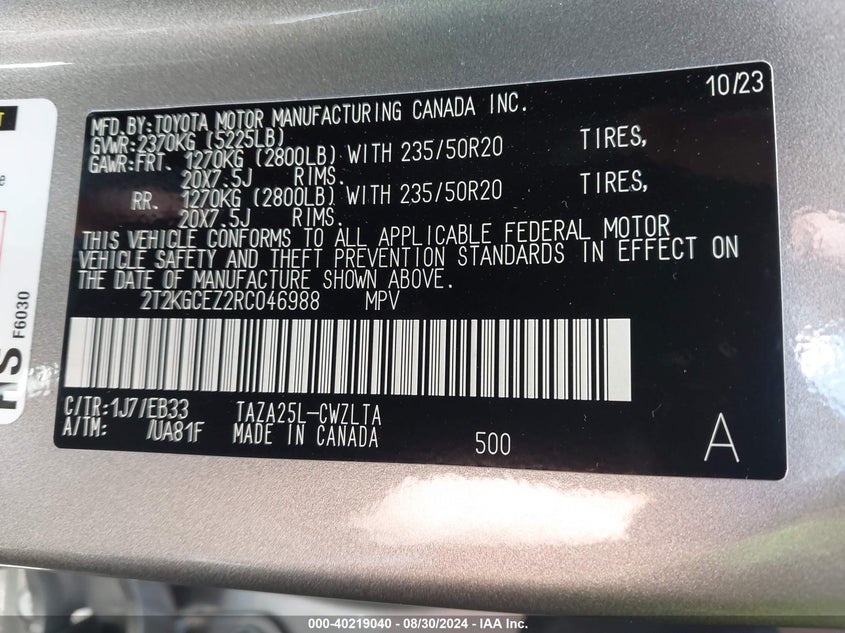 10/23
MFD.BY:TOYOTA MOTOR MANUFACTURING CANADA INC.
GVWR:2370KG (5225LB)
GAWR:FRT. 1270KG (2800LB) WITH 235/50R20 TIRES,
20X7.5J RIMS.
RR. 1270KG (2800LB) WITH 235/50R20 TIRES,
20X7.5J RIMS.
THIS VEHICLE CONFORMS TO ALL APPLICABLE FEDERAL MOTOR
VEHICLE SAFETY AND THEFT PREVENTION STANDARDS IN EFFECT ON
THE DATE OF MANUFACTURE SHOWN ABOVE.
2T2KGCEZ2RC046988 MPV
C/TR:1J7/EB33 TAZA25L-CWZLTA
A/TM: /UA81F MADE IN CANADA 500 A
F6030
000-40219040 - 08/30/2024 - IAA Inc.